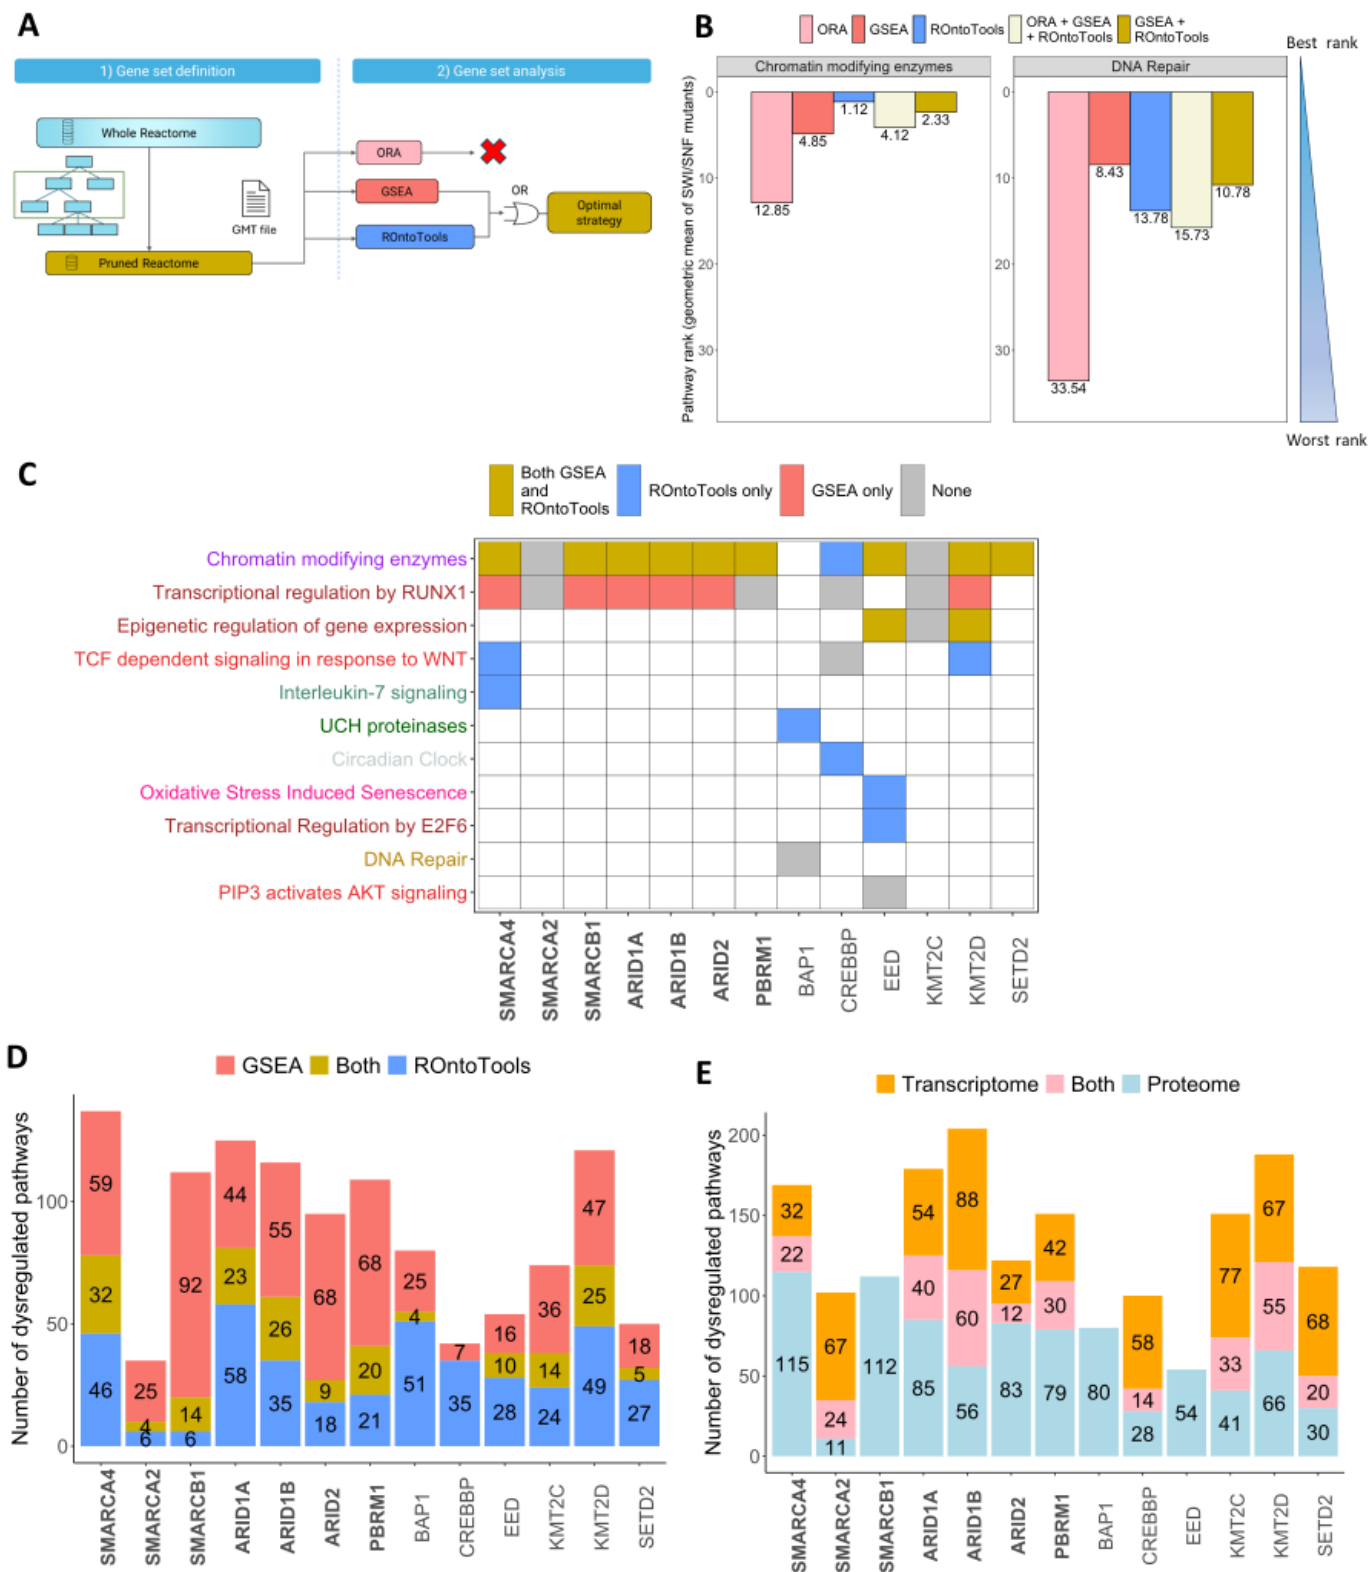 A
1) Gene set definition
2) Gene set analysis
Whole Reactome
GMT file
Pruned Reactome
ORA
GSEA
ROntoTools
OR
Optimal
strategy
B
ORA
GSEA
ROntoTools
ORA + GSEA
+ ROntoTools
GSEA +
ROntoTools
Best rank
Chromatin modifying enzymes
DNA Repair
Pathway rank (geometric mean of SWI/SNF mutants)
0
10
20
30
12.85
4.85
1.12
4.12
2.33
0
10
20
30
33.54
8.43
13.78
15.73
10.78
Worst rank
C
Both GSEA
and
ROntoTools
ROntoTools only
GSEA only
None
Chromatin modifying enzymes
Transcriptional regulation by RUNX1
Epigenetic regulation of gene expression
TCF dependent signaling in response to WNT
Interleukin-7 signaling
UCH proteinases
Circadian Clock
Oxidative Stress Induced Senescence
Transcriptional Regulation by E2F6
DNA Repair
PIP3 activates AKT signaling
SMARCA4
SMARCA2
SMARCB1
ARID1A
ARID1B
ARID2
PBRM1
BAP1
CREBBP
EED
KMT2C
KMT2D
SETD2
D
GSEA
Both
ROntoTools
Number of dysregulated pathways
100
50
0
59
32
46
25
4
6
92
14
6
44
23
58
55
26
35
68
9
18
68
20
21
25
4
51
7
35
16
10
28
36
14
24
47
25
49
18
5
27
SMARCA4
SMARCA2
SMARCB1
ARID1A
ARID1B
ARID2
PBRM1
BAP1
CREBBP
EED
KMT2C
KMT2D
SETD2
E
Transcriptome
Both
Proteome
Number of dysregulated pathways
200
150
100
50
0
32
22
115
67
24
11
112
54
40
85
88
60
56
27
12
83
42
30
79
80
58
14
28
54
77
33
41
67
55
66
68
20
30
SMARCA4
SMARCA2
SMARCB1
ARID1A
ARID1B
ARID2
PBRM1
BAP1
CREBBP
EED
KMT2C
KMT2D
SETD2